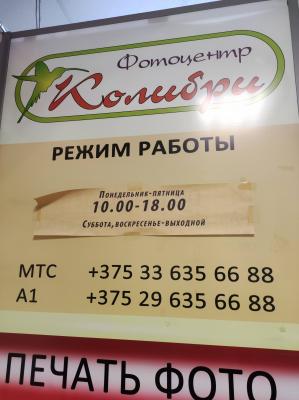 Фотоцентр
Колибри
РЕЖИМ РАБОТЫ
ПОНЕДЕЛЬНИК-ПЯТНИЦА
10.00-18.00
СУББОТА, ВОСКРЕСЕНЬЕ-ВЫХОДНОЙ
МТС +375 33 635 66 88
А1 +375 29 635 66 88
ПЕЧАТЬ ФОТО